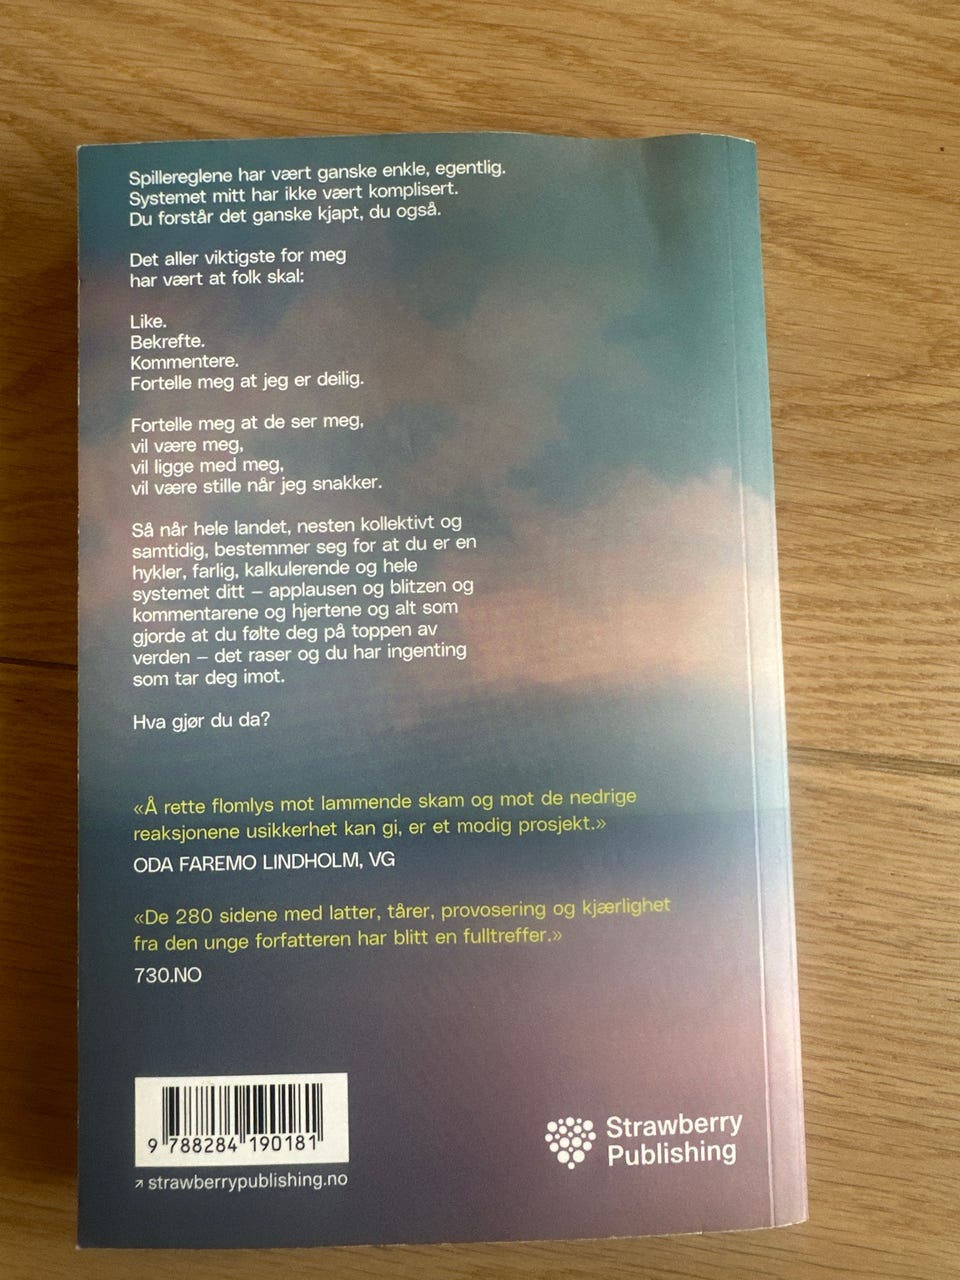 Spillereglene har vært ganske enkle, egentlig.
Systemet mitt har ikke vært komplisert.
Du forstår det ganske kjapt, du også.
Det aller viktigste for meg
har vært at folk skal:
Like.
Bekrefte.
Kommentere.
Fortelle meg at jeg er deilig.
Fortelle meg at de ser meg,
vil være meg,
vil ligge med meg,
vil være stille når jeg snakker.
Så når hele landet, nesten kollektivt og
samtidig, bestemmer seg for at du er en
hykler, farlig, kalkulerende og hele
systemet ditt – applausen og blitzen og
kommentarene og hjertene og alt som
gjorde at du følte deg på toppen av
verden – det raser og du har ingenting
som tar deg imot.
Hva gjør du da?
«Å rette flomlys mot lammende skam og mot de nedrige
reaksjonene usikkerhet kan gi, er et modig prosjekt.»
ODA FAREMO LINDHOLM, VG
«De 280 sidene med latter, tårer, provosering og kjærlighet
fra den unge forfatteren har blitt en fulltreffer.»
730.NO
9 788284 190181
↗ strawberrypublishing.no
Strawberry
Publishing